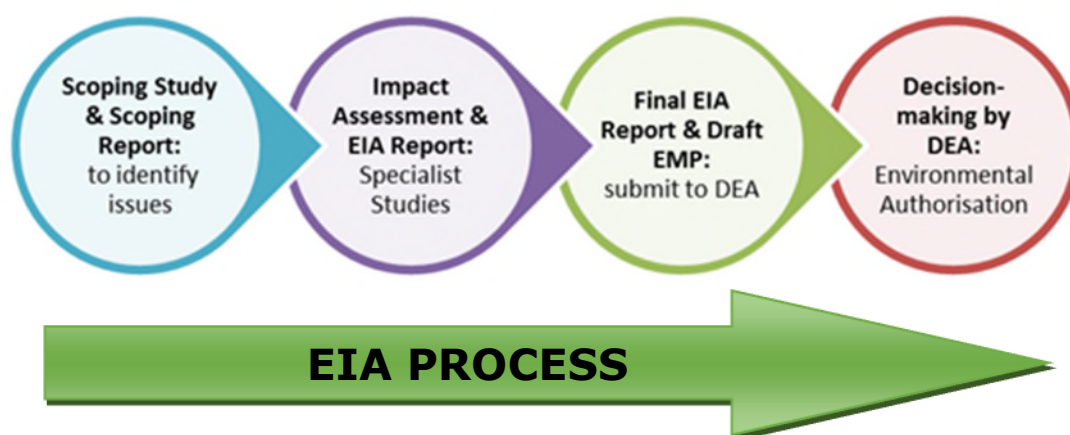 Scoping Study
& Scoping
Report:
to identify
issues
Impact
Assessment &
EIA Report:
Specialist
Studies
Final EIA
Report & Draft
EMP:
submit to DEA
Decision-
making by
DEA:
Environmental
Authorisation
EIA PROCESS